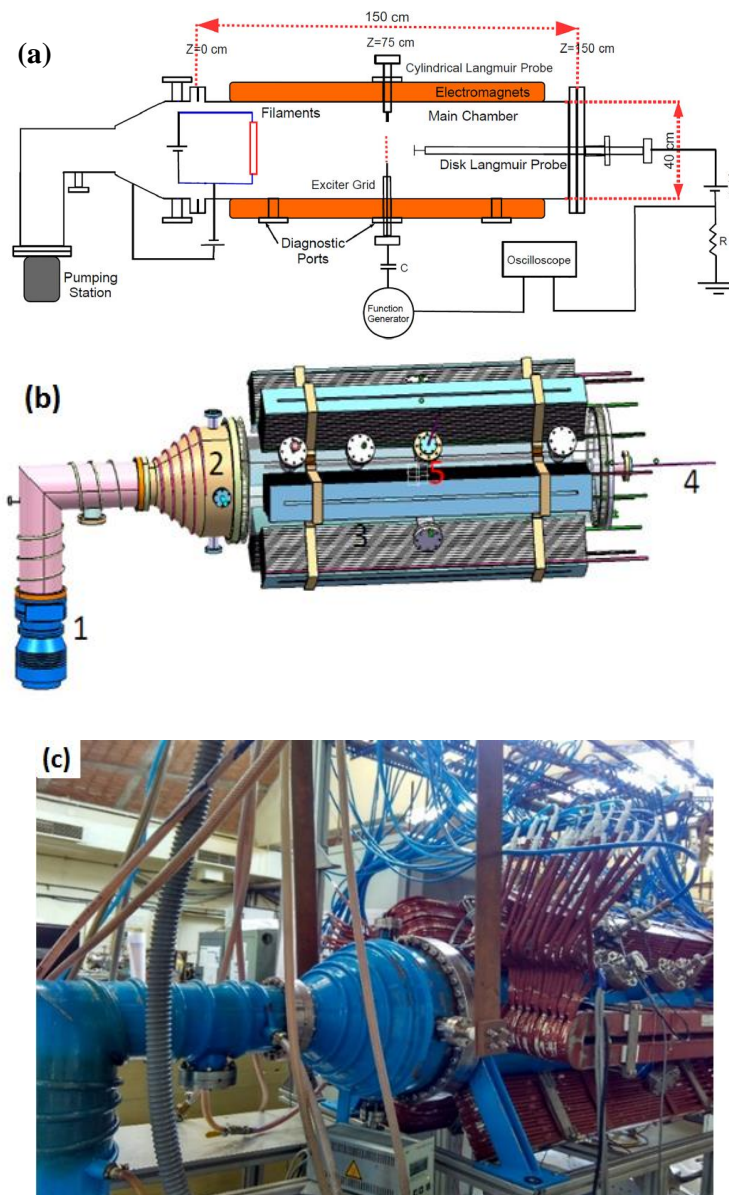 (a)
150 cm
Z=0 cm
Z=75 cm
Z=150 cm
Cylindrical Langmuir Probe
Electromagnets
Filaments
Main Chamber
40 cm
Disk Langmuir Probe
Exciter Grid
Diagnostic
Ports
C
Oscilloscope
R
Pumping
Station
Function
Generator
(b)
2
5
4
3
1
(c)